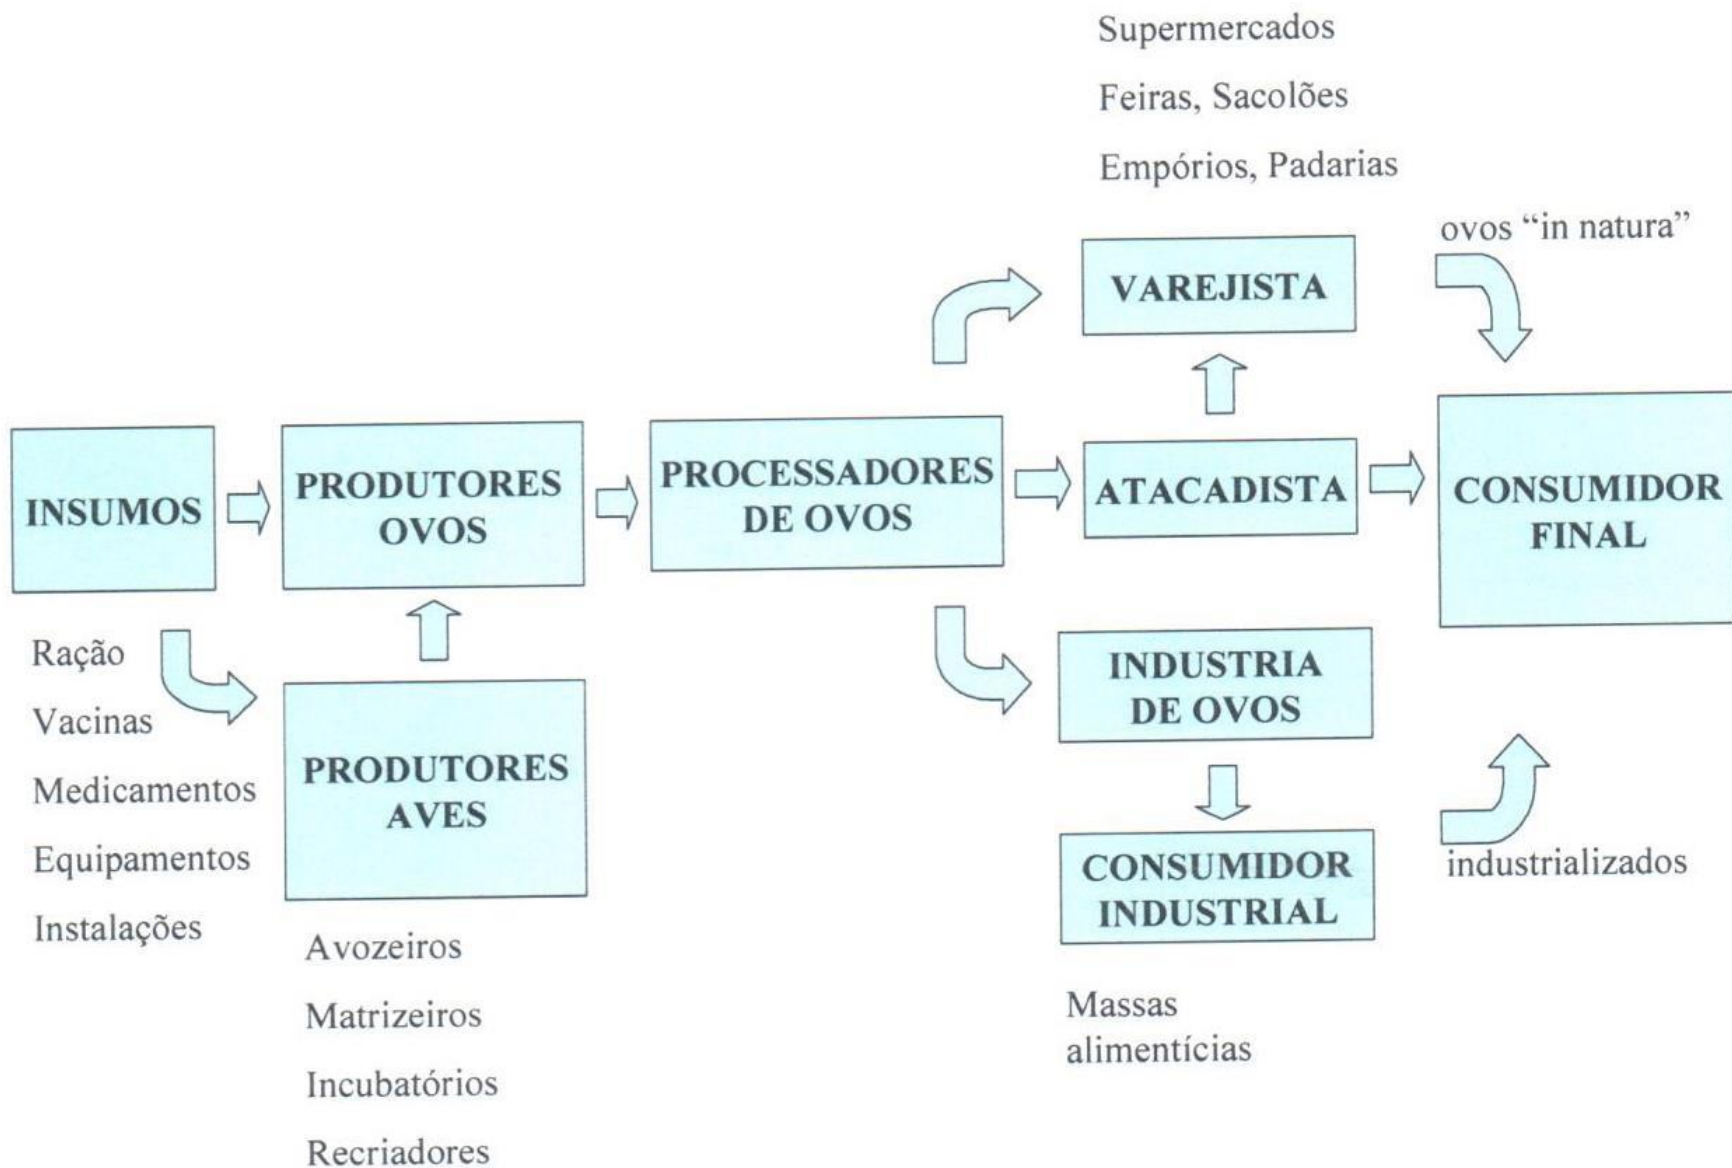 Supermercados
Feiras, Sacolões
Empórios, Padarias
ovos “in natura”
VAREJISTA
INSUMOS
PRODUTORES
OVOS
PROCESSADORES
DE OVOS
ATACADISTA
CONSUMIDOR
FINAL
Ração
Vacinas
Medicamentos
Equipamentos
Instalações
PRODUTORES
AVES
Avozeiros
Matrizeiros
Incubatórios
Recriadores
INDUSTRIA
DE OVOS
CONSUMIDOR
INDUSTRIAL
industrializados
Massas
alimentícias